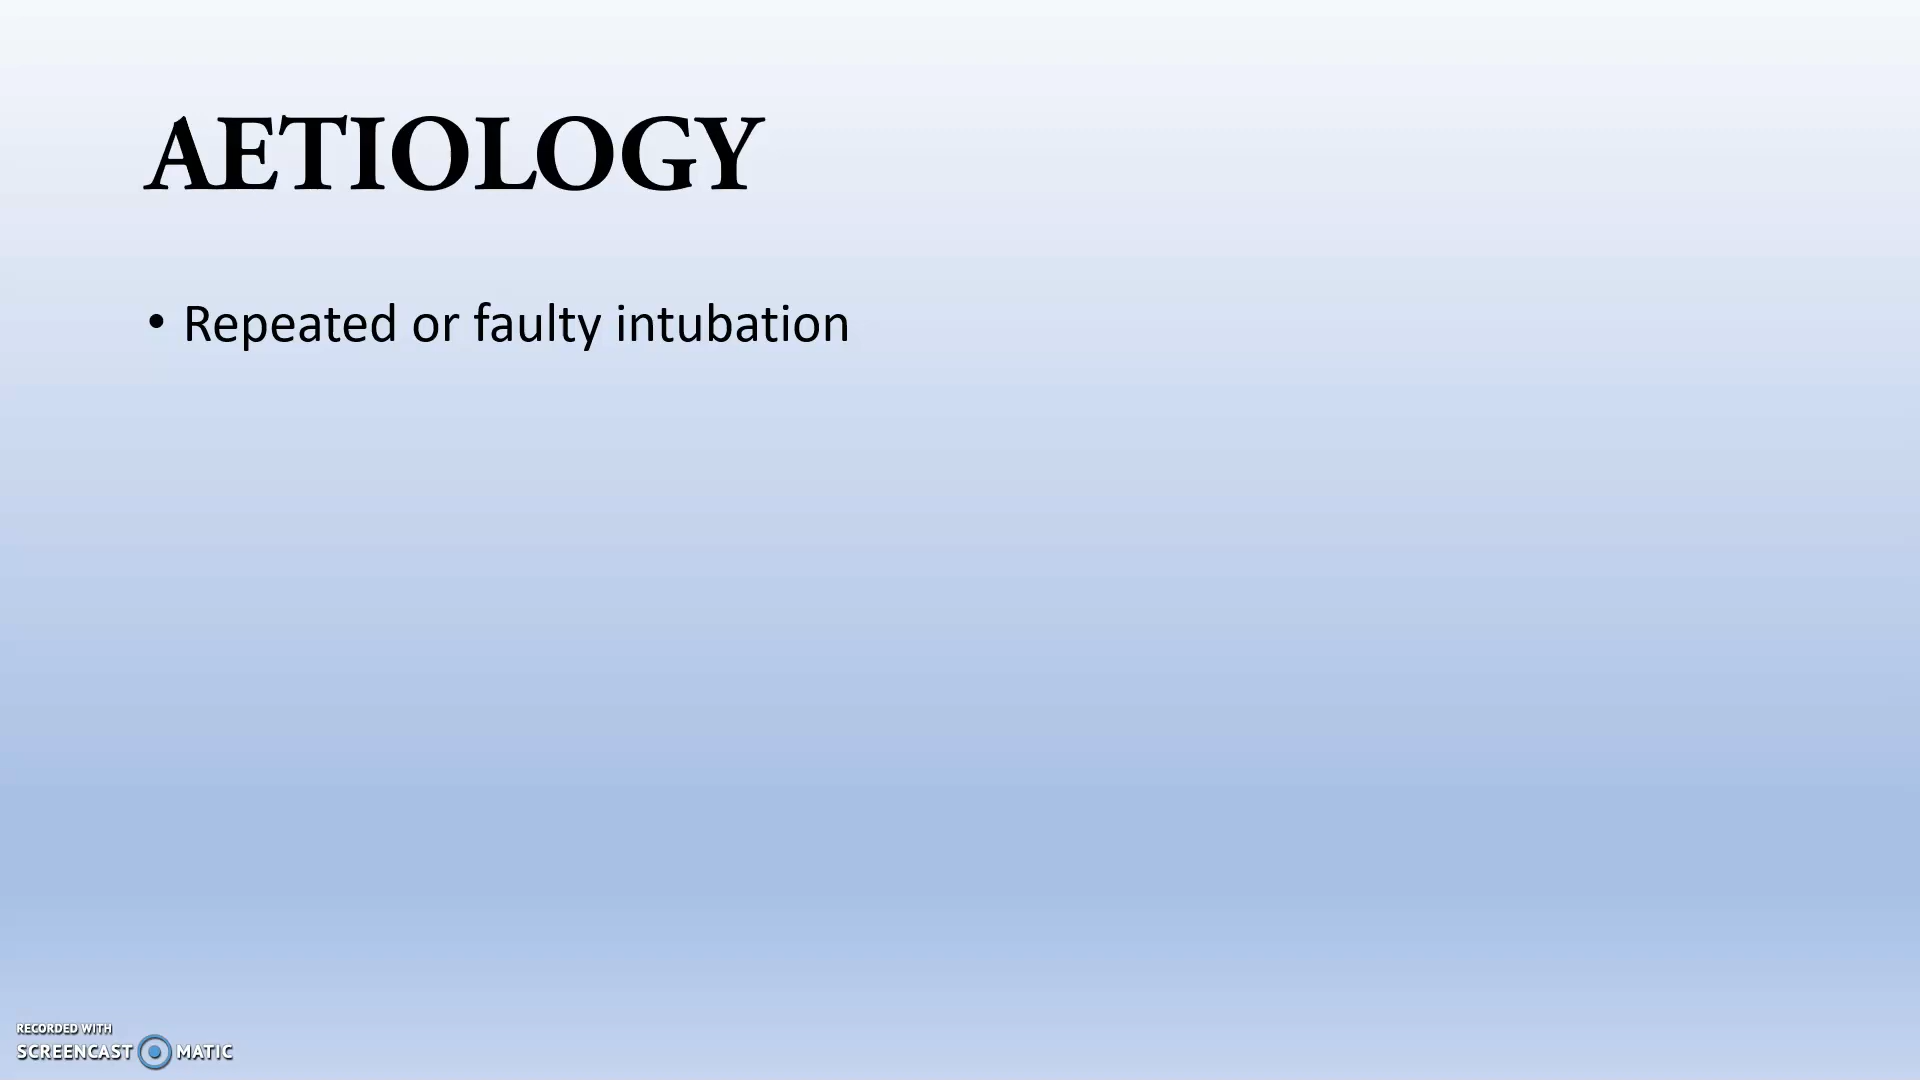 AETIOLOGY
• Repeated or faulty intubation
RECORDED WITH
SCREENCAST MATIC